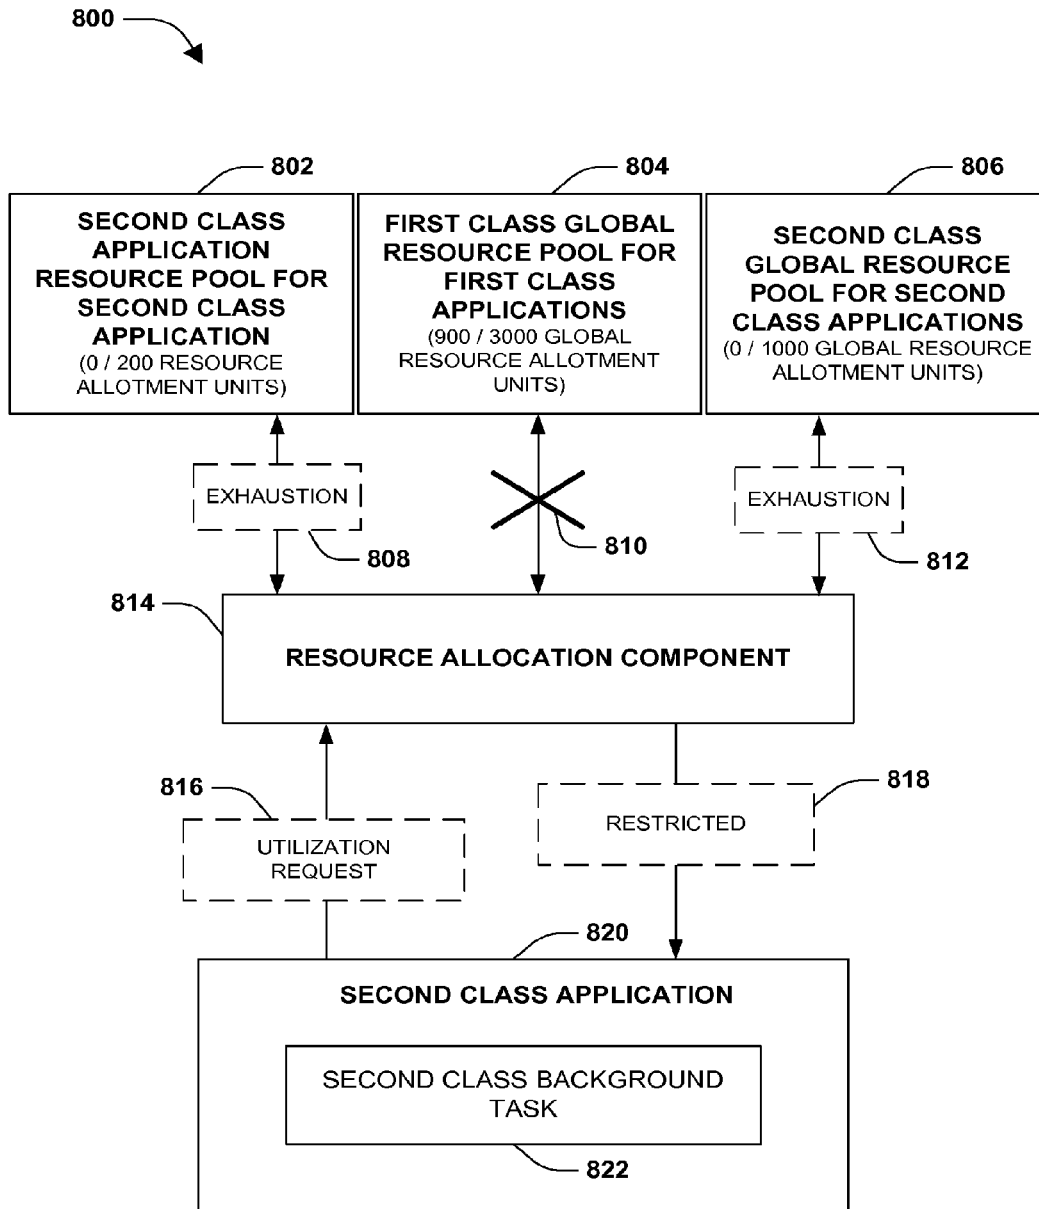 800
802
804
806
SECOND CLASS
APPLICATION
RESOURCE POOL FOR
SECOND CLASS
APPLICATION
(0 / 200 RESOURCE
ALLOTMENT UNITS)
FIRST CLASS GLOBAL
RESOURCE POOL FOR
FIRST CLASS
APPLICATIONS
(900 / 3000 GLOBAL
RESOURCE ALLOTMENT
UNITS)
SECOND CLASS
GLOBAL RESOURCE
POOL FOR SECOND
CLASS APPLICATIONS
(0 / 1000 GLOBAL RESOURCE
ALLOTMENT UNITS)
EXHAUSTION
808
810
EXHAUSTION
812
814
RESOURCE ALLOCATION COMPONENT
816
UTILIZATION
REQUEST
818
RESTRICTED
820
SECOND CLASS APPLICATION
SECOND CLASS BACKGROUND
TASK
822